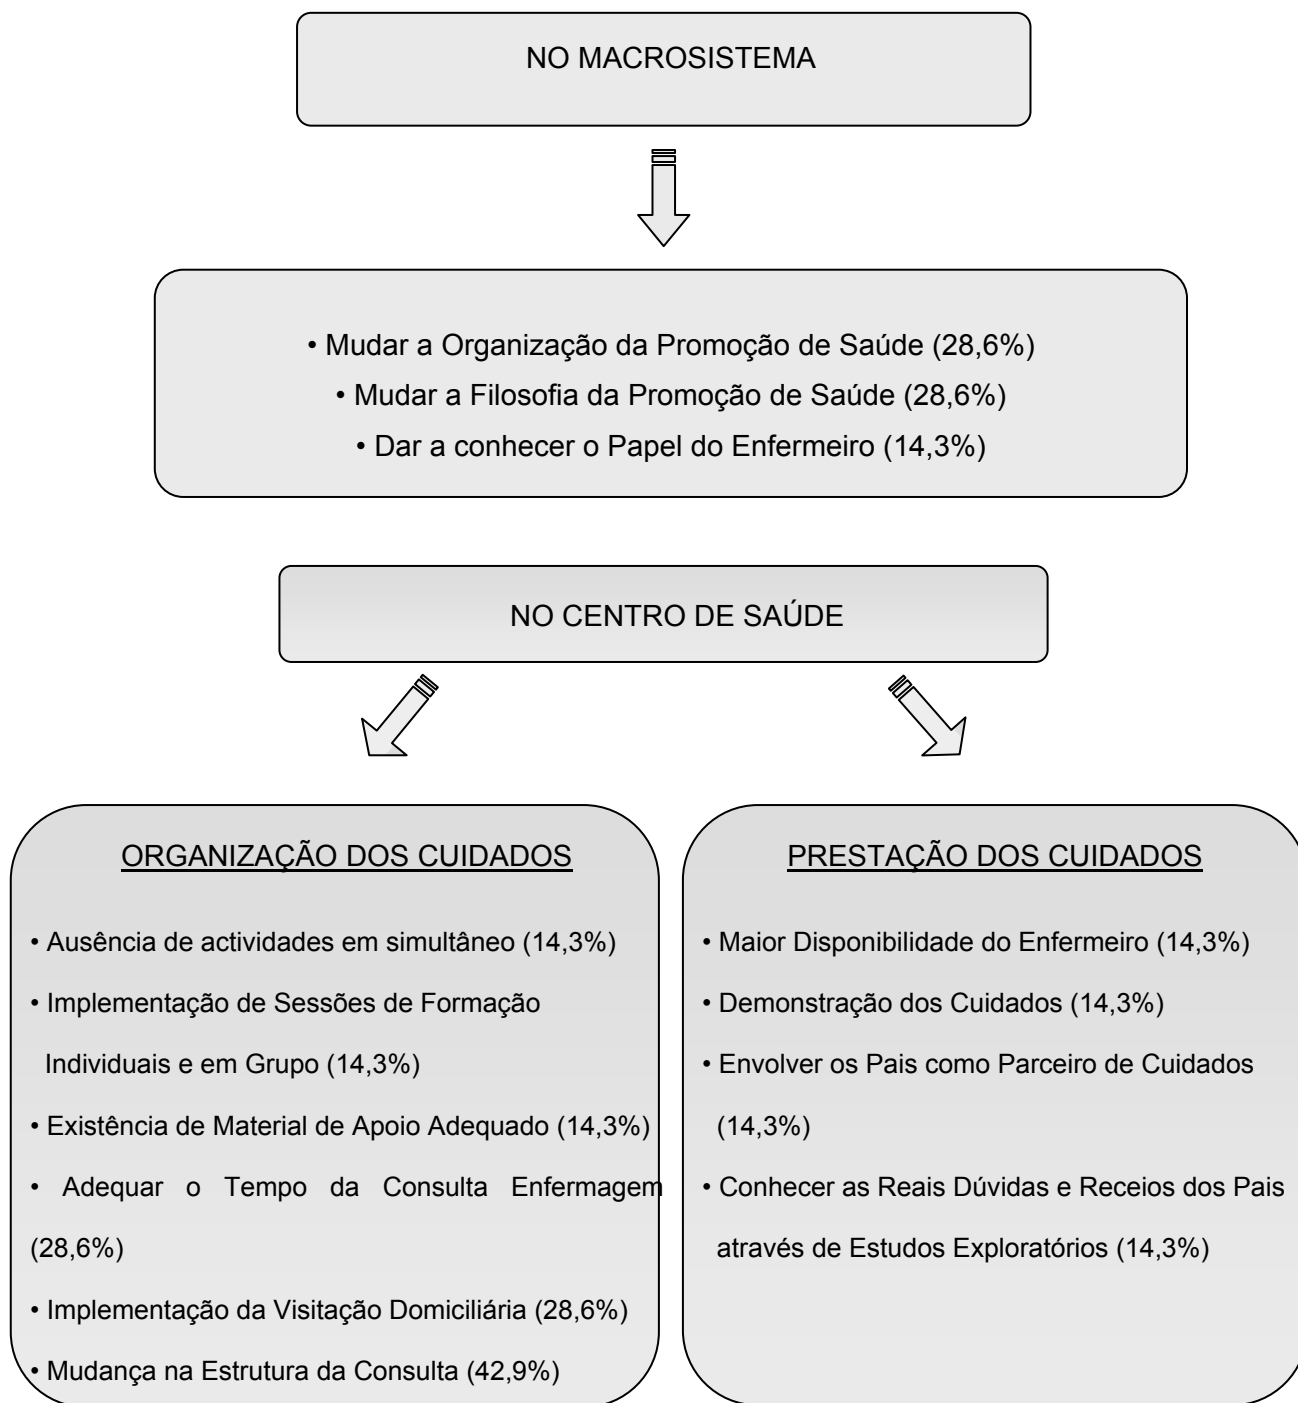 NO MACROSISTEMA
• Mudar a Organização da Promoção de Saúde (28,6%)
• Mudar a Filosofia da Promoção de Saúde (28,6%)
• Dar a conhecer o Papel do Enfermeiro (14,3%)
NO CENTRO DE SAÚDE
ORGANIZAÇÃO DOS CUIDADOS
• Ausência de actividades em simultâneo (14,3%)
• Implementação de Sessões de Formação
Individuais e em Grupo (14,3%)
• Existência de Material de Apoio Adequado (14,3%)
• Adequar o Tempo da Consulta Enfermagem
(28,6%)
• Implementação da Visitação Domiciliária (28,6%)
• Mudança na Estrutura da Consulta (42,9%)
PRESTAÇÃO DOS CUIDADOS
• Maior Disponibilidade do Enfermeiro (14,3%)
• Demonstração dos Cuidados (14,3%)
• Envolver os Pais como Parceiro de Cuidados
(14,3%)
• Conhecer as Reais Dúvidas e Receios dos Pais
através de Estudos Exploratórios (14,3%)